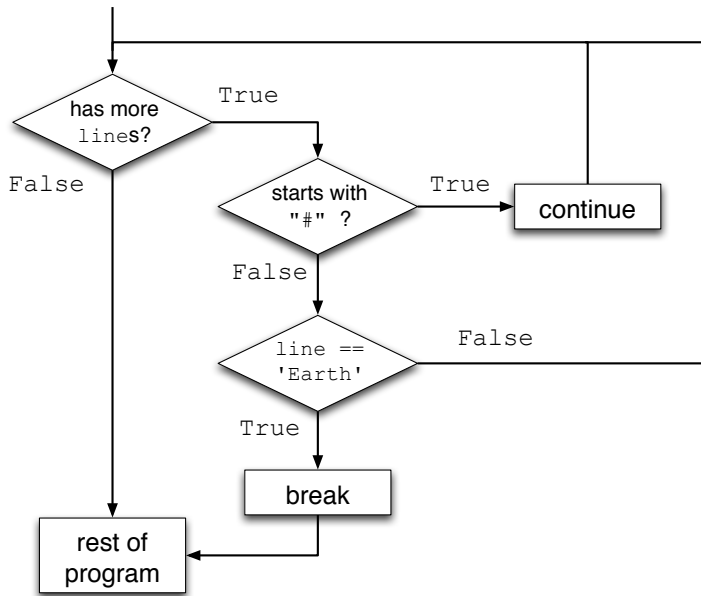 has more
lines?
True
False
starts with
"#" ?
True
continue
False
line ==
'Earth'
False
True
break
rest of
program